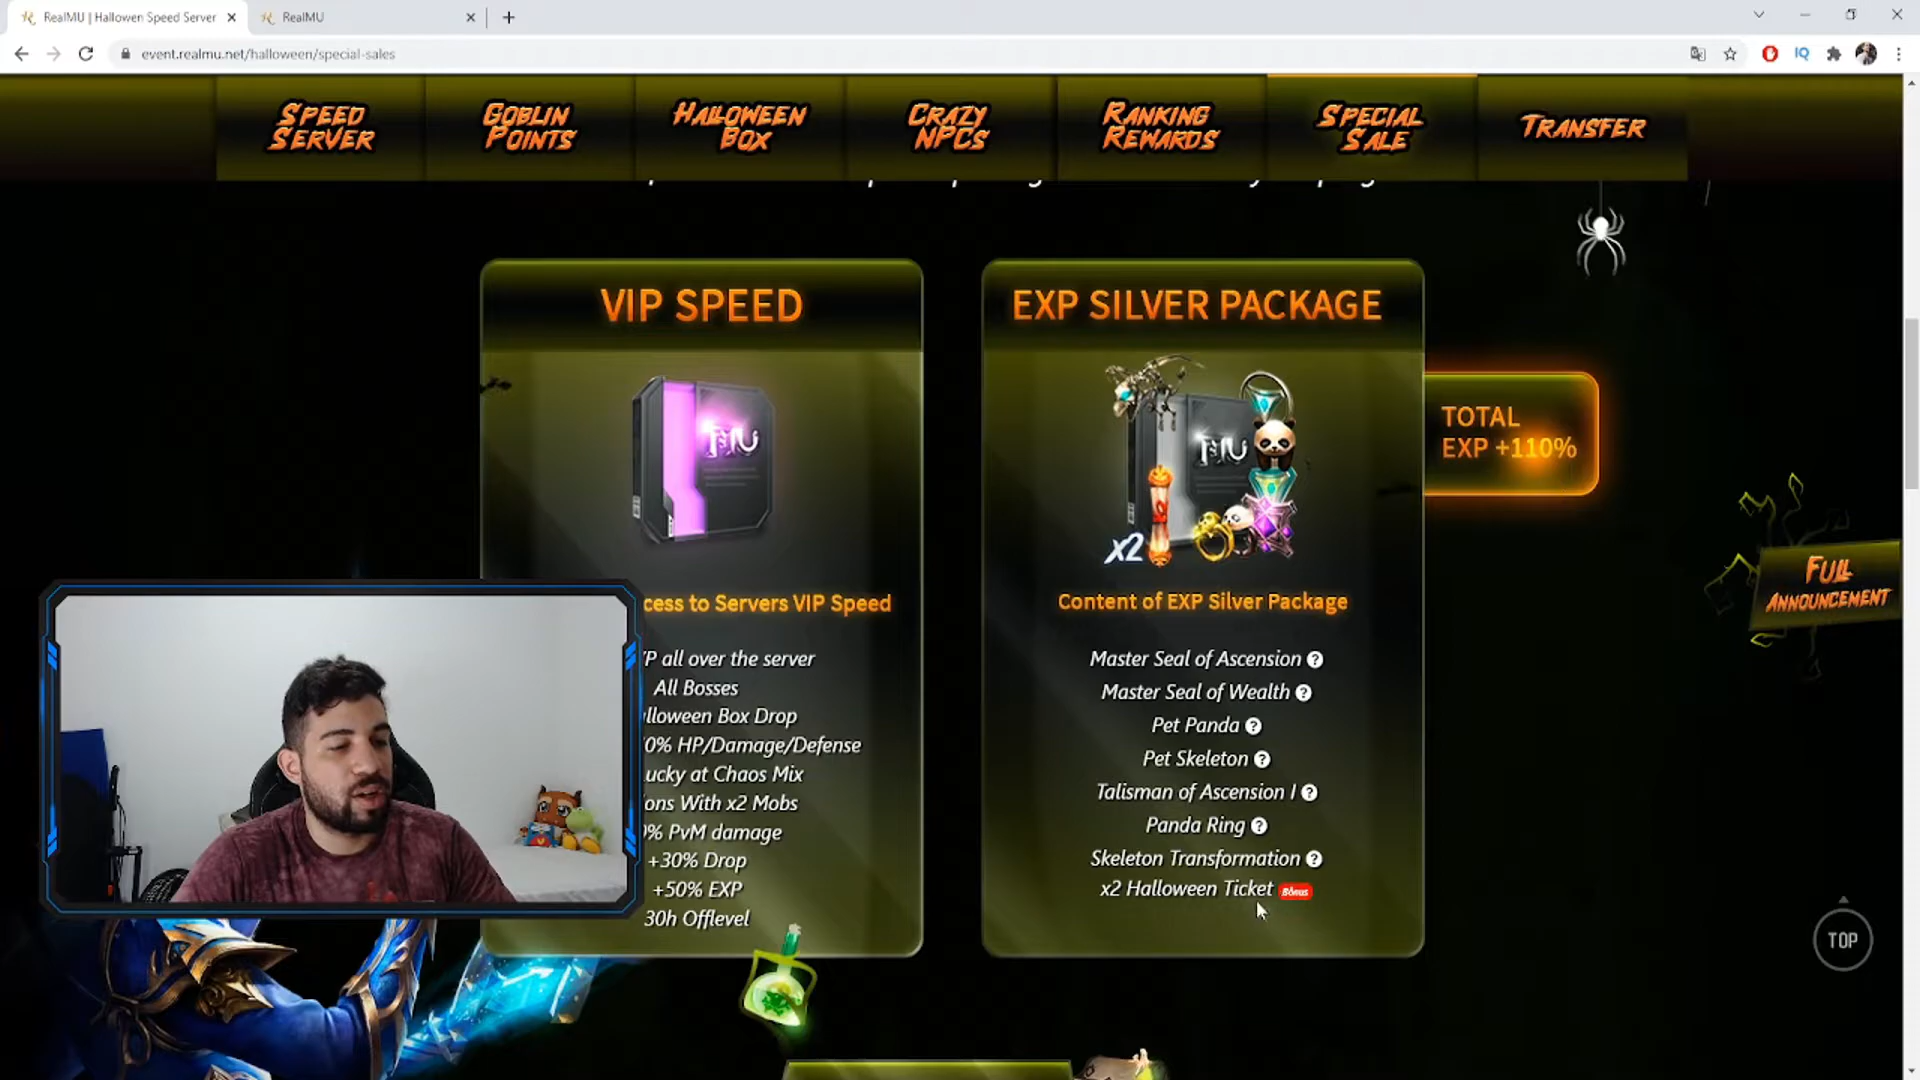 RealMU | Hallowen Speed Server
RealMU
event.realmu.net/halloween/special-sales
SPEED SERVER
GOBLIN POINTS
HALLOWEEN BOX
CRAZY NPCS
RANKING REWARDS
SPECIAL SALE
TRANSFER
VIP SPEED
cess to Servers VIP Speed
P all over the server
All Bosses
lloween Box Drop
0% HP/Damage/Defense
ucky at Chaos Mix
ons With x2 Mobs
% PvM damage
+30% Drop
+50% EXP
30h Offlevel
EXP SILVER PACKAGE
MU
MU
x2
TOTAL
EXP +110%
Content of EXP Silver Package
Master Seal of Ascension ?
Master Seal of Wealth ?
Pet Panda ?
Pet Skeleton ?
Talisman of Ascension I ?
Panda Ring ?
Skeleton Transformation ?
x2 Halloween Ticket Bônus
FULL
ANNOUNCEMENT
TOP